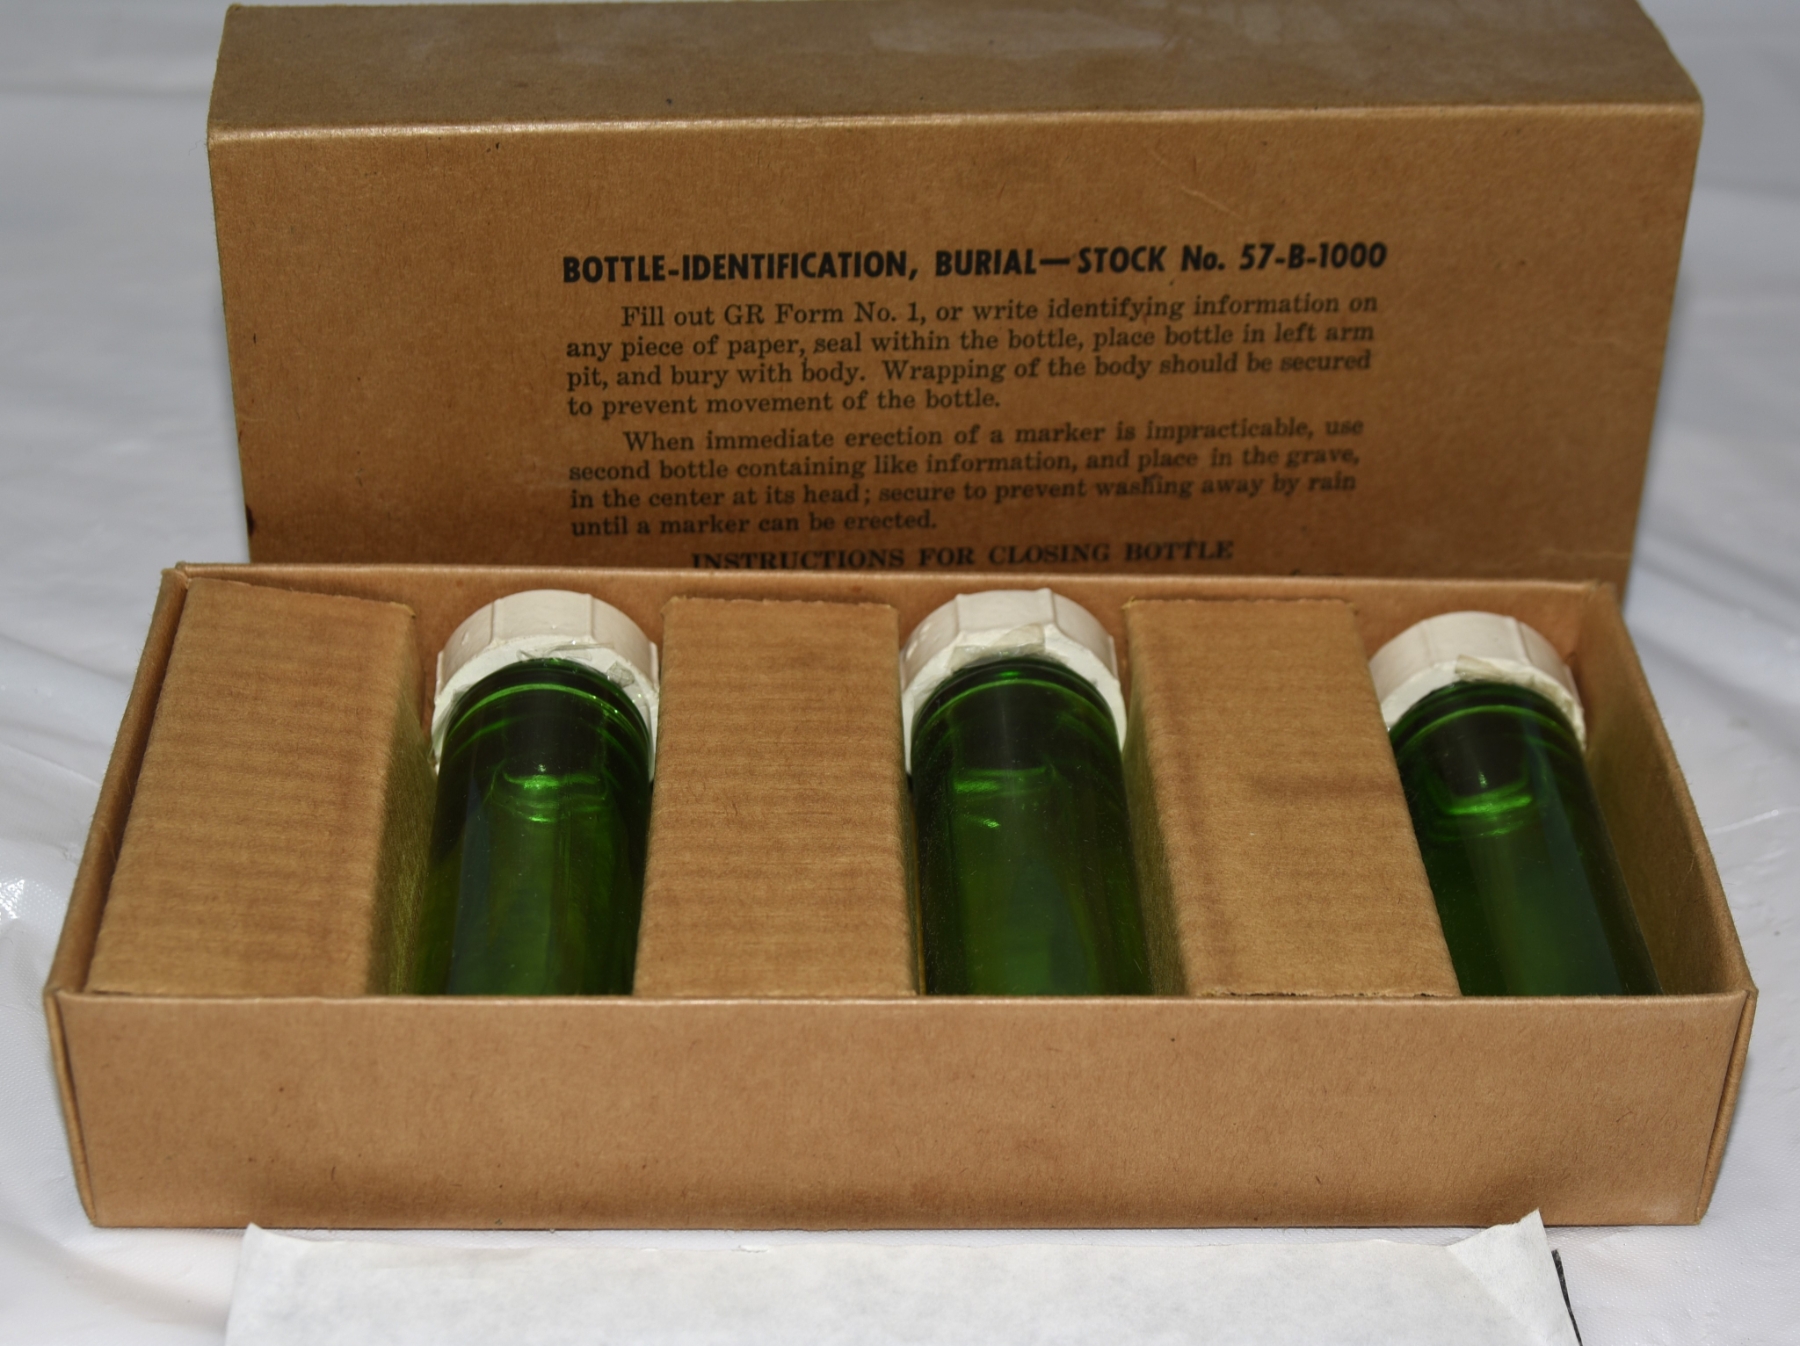 BOTTLE-IDENTIFICATION, BURIAL—STOCK No. 57-B-1000
Fill out GR Form No. 1, or write identifying information on
any piece of paper, seal within the bottle, place bottle in left arm
pit, and bury with body. Wrapping of the body should be secured
to prevent movement of the bottle.
When immediate erection of a marker is impracticable, use
second bottle containing like information, and place in the grave,
in the center at its head; secure to prevent washing away by rain
until a marker can be erected.
INSTRUCTIONS FOR CLOSING BOTTLE